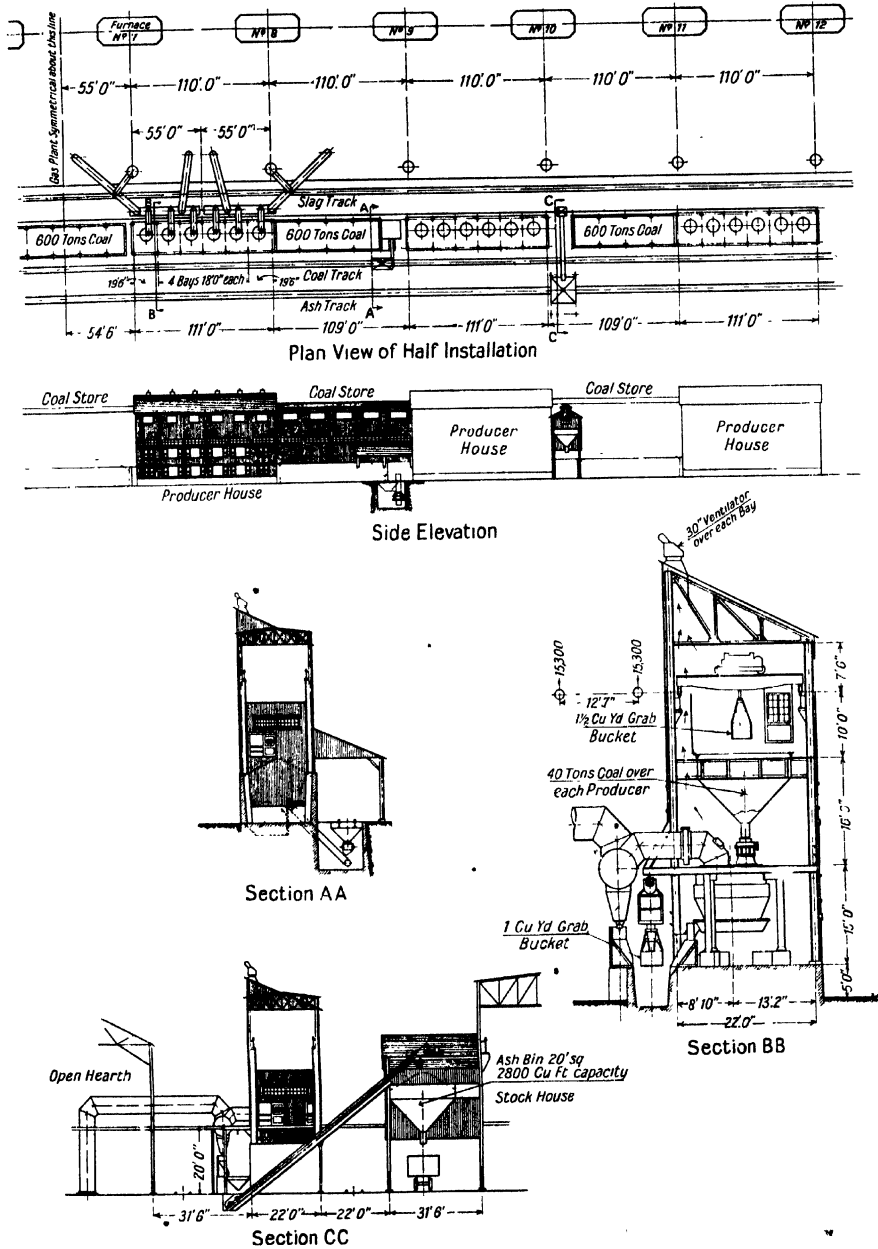 Furnace
Nº 7
Nº 8
Nº 9
Nº 10
Nº 11
Nº 12
Gas Plant Symmetrical about this line
55'0"
110'.0"
110'.0"
110'.0"
110'.0"
110'.0"
55'0"
55'0"
Slag Track
B
A
C
600 Tons Coal
600 Tons Coal
600 Tons Coal
19'6"
4 Bays 18'0" each
19'6"
Coal Track
Ash Track
B
A
C
54'6'
111'0"
109'0"
111'0"
109'0"
111'0"
Plan View of Half Installation
Coal Store
Coal Store
Coal Store
Producer
House
Producer
House
Producer House
Side Elevation
30" Ventilator
over each Bay
15,300
15,300
12'.7"
7'6"
10'0"
1½ Cu Yd Grab
Bucket
40 Tons Coal over
each Producer
15'0"
5'0"
1 Cu Yd Grab
Bucket
8'10"
13'.2"
22'.0"
Section BB
Section AA
Open Hearth
Ash Bin 20' sq
2800 Cu Ft capacity
Stock House
20'0"
31'6"
22'0"
22'0"
31'6'
Section CC